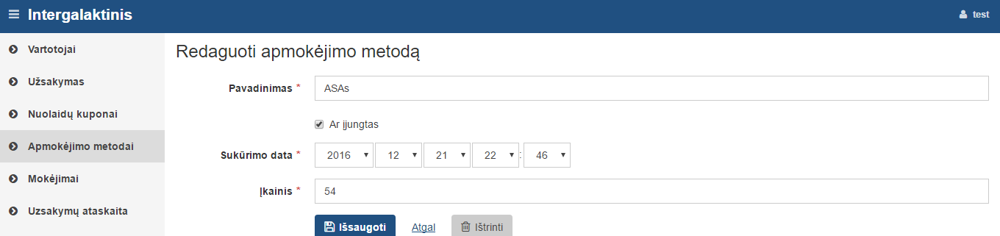 Intergalaktinis
test
Vartotojai
Užsakymas
Nuolaidų kuponai
Apmokėjimo metodai
Mokėjimai
Uzsakymų ataskaita
Redaguoti apmokėjimo metodą
Pavadinimas * ASAs
Ar įjungtas
Sukūrimo data * 2016 12 21 22 : 46
Įkainis * 54
Išsaugoti Atgal Ištrinti